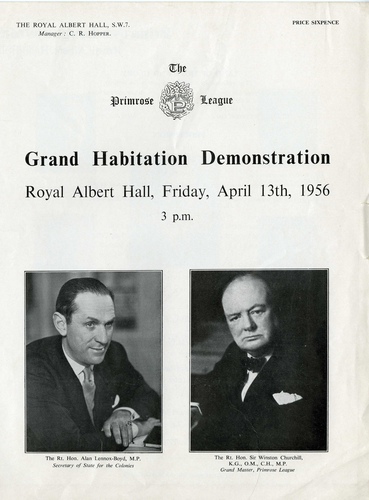 THE ROYAL ALBERT HALL, S.W.7.
Manager : C. R. HOPPER.
PRICE SIXPENCE
The
Primrose League
PL
Grand Habitation Demonstration
Royal Albert Hall, Friday, April 13th, 1956
3 p.m.
The Rt. Hon. Alan Lennox-Boyd, M.P.
Secretary of State for the Colonies
The Rt. Hon. Sir Winston Churchill,
K.G., O.M., C.H., M.P.
Grand Master, Primrose League